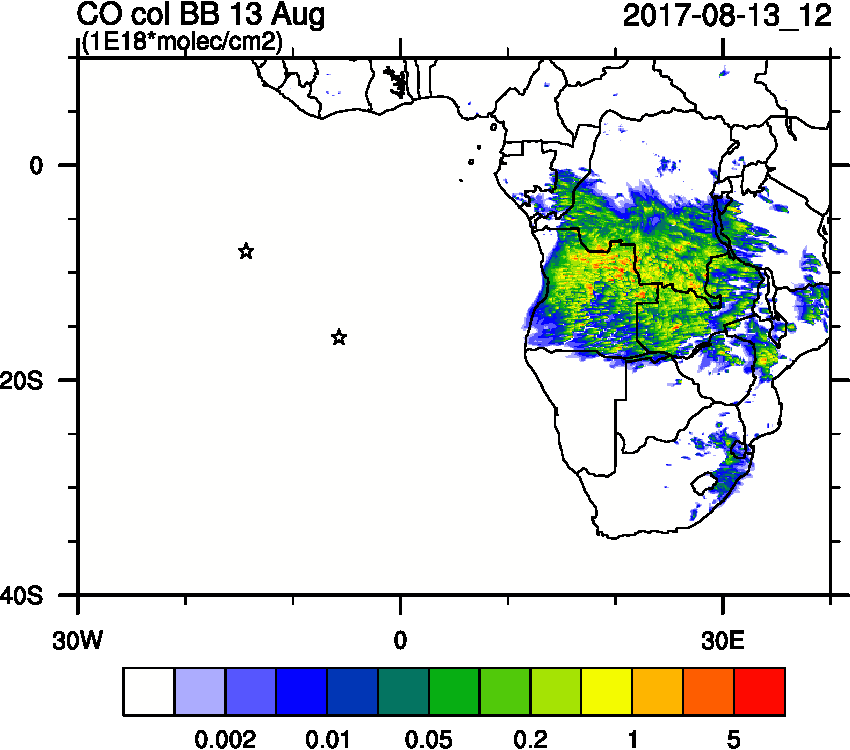 CO col BB 13 Aug
2017-08-13_12
(1E18*molec/cm2)
0
20S
40S
30W 0 30E
0.002 0.01 0.05 0.2 1 5